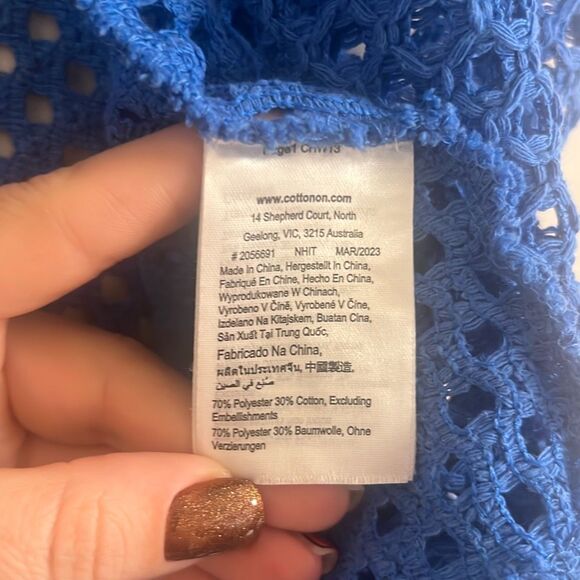 www.cottonon.com
14 Shepherd Court, North
Geelong, VIC, 3215 Australia
# 2056691 NHIT MAR/2023
Made In China, Hergestellt In China,
Fabriqué En Chine, Hecho En China,
Wyprodukowane W Chinach,
Vyrobeno V Číně, Vyrobené V Číne,
Izdelano Na Kitajskem, Buatan Cina,
Sản Xuất Tại Trung Quốc,
Fabricado Na China,
ผลิตในประเทศจีน, 中國製造,
صُنع في الصين
70% Polyester 30% Cotton, Excluding
Embellishments
70% Polyester 30% Baumwolle, Ohne
Verzierungen